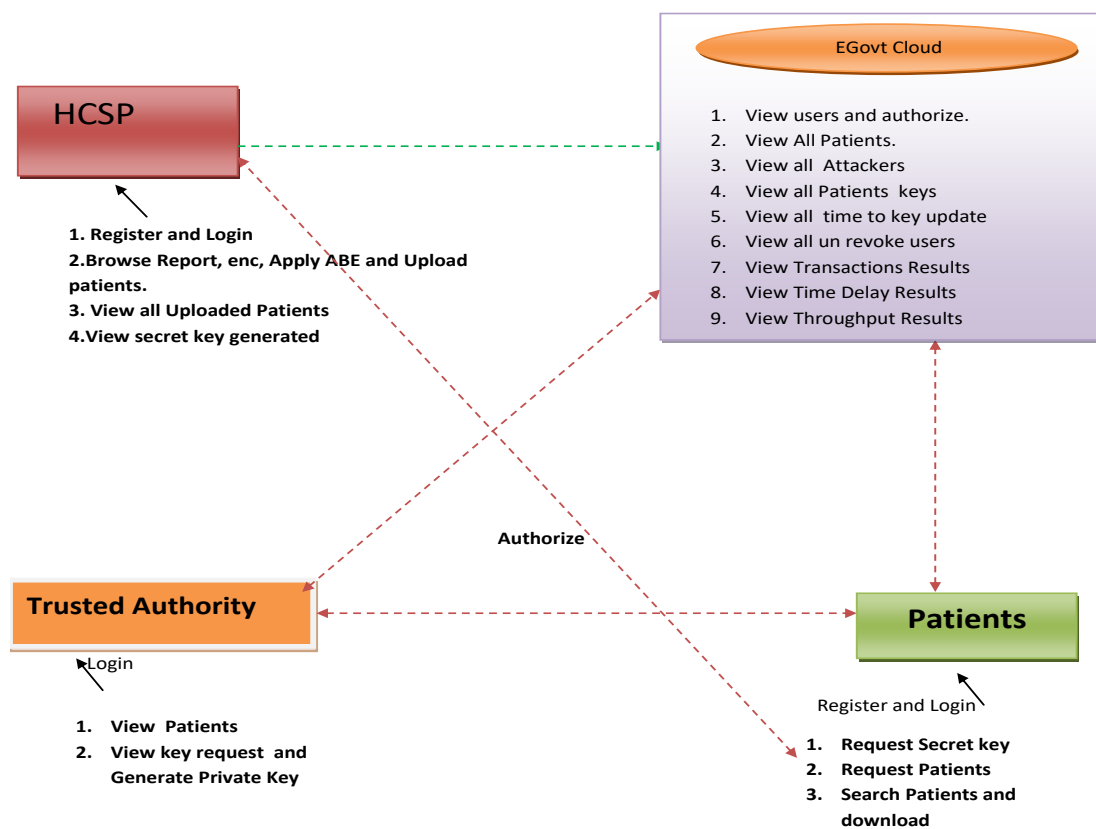 EGovt Cloud
HCSP
1. View users and authorize.
2. View All Patients.
3. View all Attackers
4. View all Patients keys
5. View all time to key update
6. View all un revoke users
7. View Transactions Results
8. View Time Delay Results
9. View Throughput Results
1. Register and Login
2.Browse Report, enc, Apply ABE and Upload
patients.
3. View all Uploaded Patients
4.View secret key generated
Authorize
Trusted Authority
Login
1. View Patients
2. View key request and
Generate Private Key
Patients
Register and Login
1. Request Secret key
2. Request Patients
3. Search Patients and
download